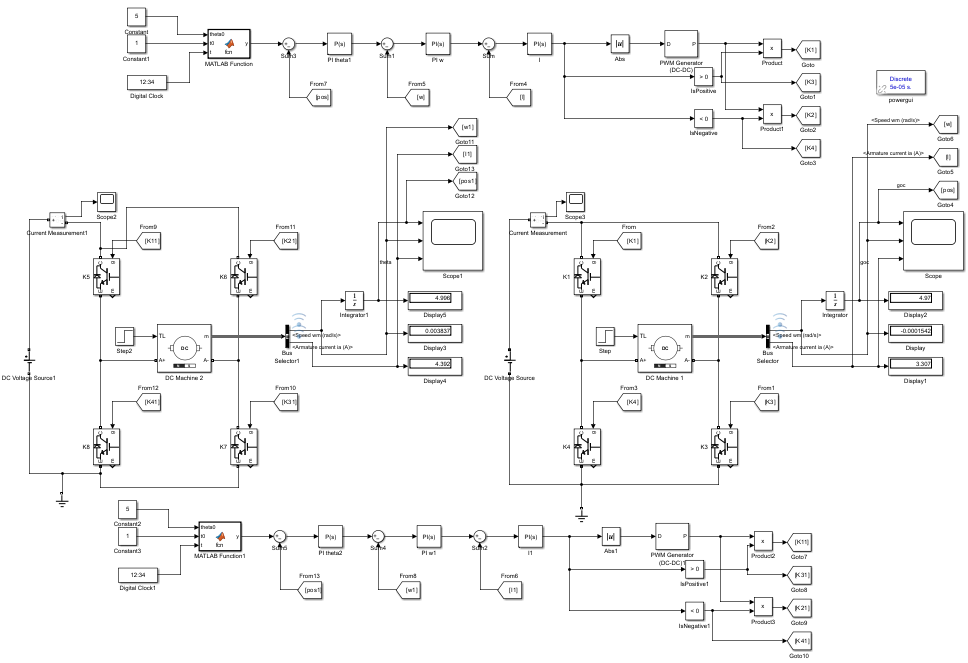 5
Constant
1
Constant1
12:34
Digital Clock
theta0
t0
t
fcn
y
MATLAB Function
Sum3
PI(s)
PI theta1
Sum1
PI(s)
PI w
Sum
PI(s)
I
|u|
Abs
D
P
PWM Generator
(DC-DC)
> 0
IsPositive
< 0
IsNegative
x
Product
x
Product1
[K1]
Goto
[K3]
Goto1
[K2]
Goto2
[K4]
Goto3
From7
[pos]
From5
[w]
From4
[I]
Discrete
5e-05 s.
powergui
[w1]
Goto11
[I1]
Goto13
[pos1]
Goto12
<Speed wm (rad/s)>
[w]
Goto6
<Armature current ia (A)>
[I]
Goto5
goc
[pos]
Goto4
Scope2
Current Measurement1
From9
[K11]
From11
[K21]
K5
K6
theta
Scope1
1
s
Integrator1
4.996
Display5
0.003837
Display3
4.392
Display4
Step2
TL
m
A+
A-
DC
DC Machine 2
<Speed wm (rad/s)>
<Armature current ia (A)>
Bus
Selector1
DC Voltage Source1
From12
[K41]
From10
[K31]
K8
K7
Scope3
Current Measurement
From
[K1]
From2
[K2]
K1
K2
goc
Scope
1
s
Integrator
4.97
Display2
-0.0001542
Display
3.307
Display1
Step
TL
m
A+
A-
DC
DC Machine 1
<Speed wm (rad/s)>
<Armature current ia (A)>
Bus
Selector
DC Voltage Source
From3
[K4]
From1
[K3]
K4
K3
5
Constant2
1
Constant3
12:34
Digital Clock1
theta0
t0
t
fcn
y
MATLAB Function1
Sum5
PI(s)
PI theta2
Sum4
PI(s)
PI w1
Sum2
PI(s)
I1
|u|
Abs1
D
P
PWM Generator
(DC-DC)1
> 0
IsPositive1
< 0
IsNegative1
x
Product2
x
Product3
[K11]
Goto7
[K31]
Goto8
[K21]
Goto9
[K41]
Goto10
From13
[pos1]
From8
[w1]
From6
[I1]